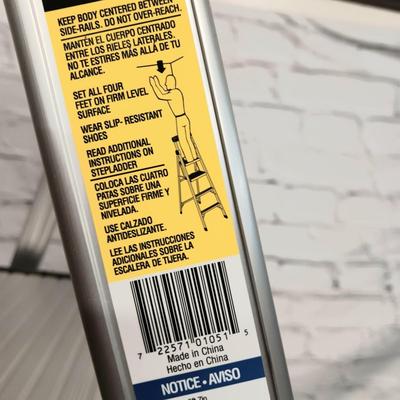 KEEP BODY CENTERED BETWEEN
SIDE-RAILS. DO NOT OVER-REACH.
MANTÉN EL CUERPO CENTRADO
ENTRE LOS RIELES LATERALES.
NO TE ESTIRES MÁS ALLÁ DE TU
ALCANCE.
SET ALL FOUR
FEET ON FIRM LEVEL
SURFACE
WEAR SLIP- RESISTANT
SHOES
READ ADDITIONAL
INSTRUCTIONS ON
STEPLADDER
COLOCA LAS CUATRO
PATAS SOBRE UNA
SUPERFICIE FIRME Y
NIVELADA.
USE CALZADO
ANTIDESLIZANTE.
LEE LAS INSTRUCCIONES
ADICIONALES SOBRE LA
ESCALERA DE TIJERA.
7 22571 01051 5
Made in China
Hecho en China
NOTICE • AVISO